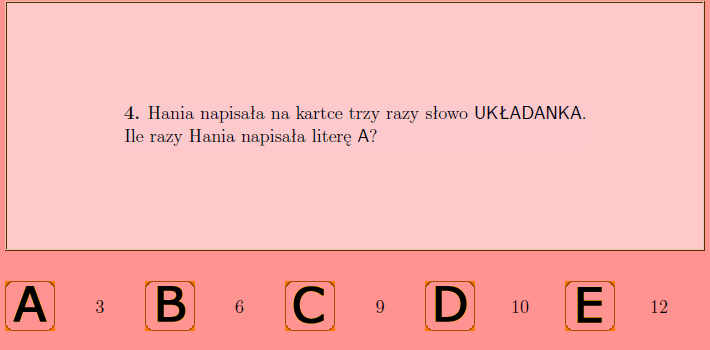 4. Hania napisała na kartce trzy razy słowo UKŁADANKA.
Ile razy Hania napisała literę A?
A 3 B 6 C 9 D 10 E 12